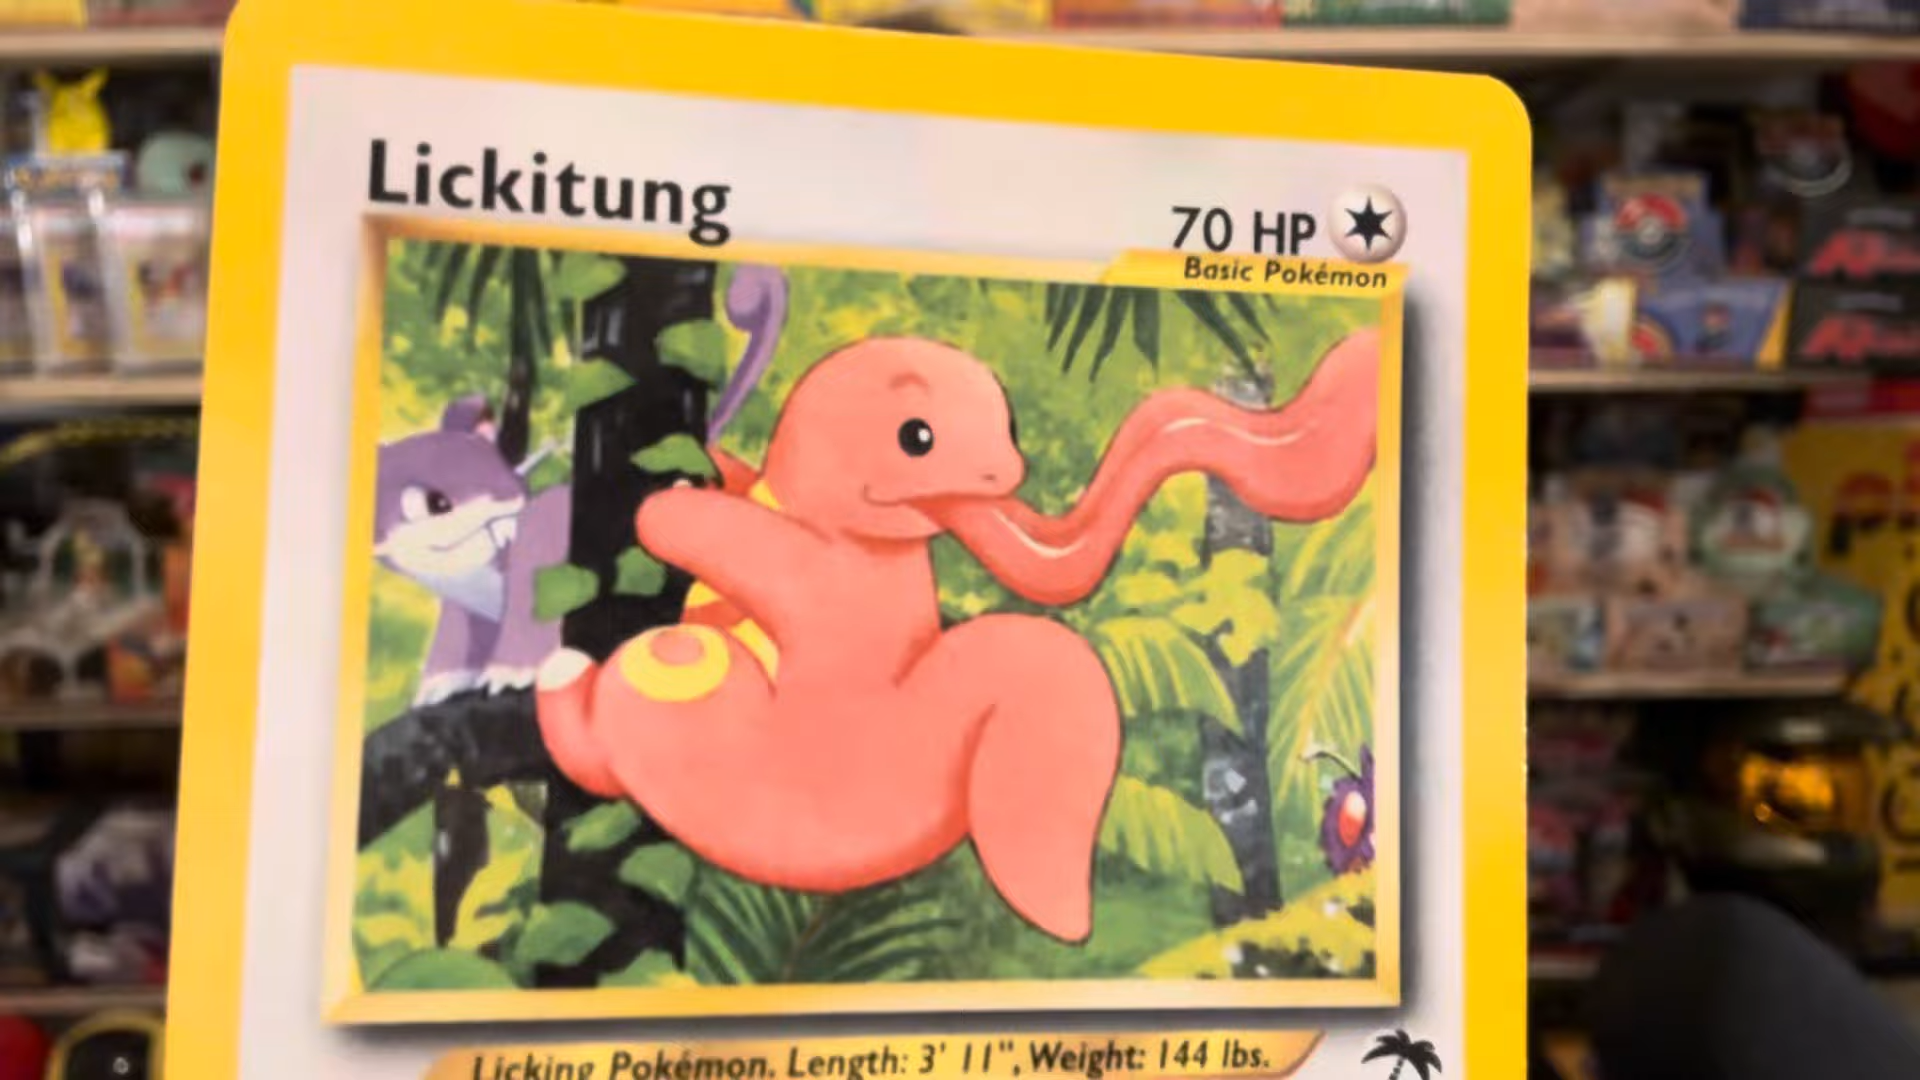 Lickitung
70 HP
Basic Pokémon
Licking Pokémon. Length: 3' 11", Weight: 144 lbs.